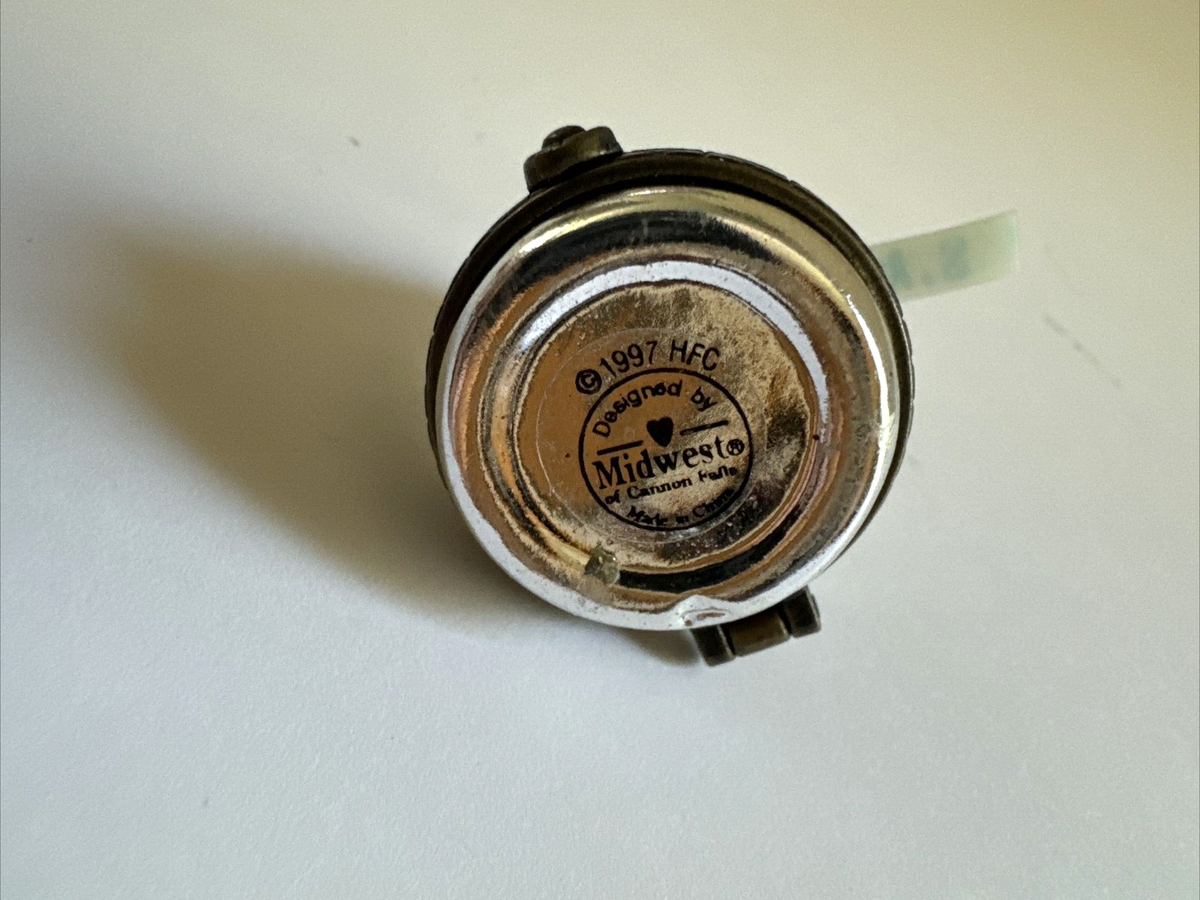 ©1997 HFC
Designed by
Midwest®
of Cannon Falls
Made in China